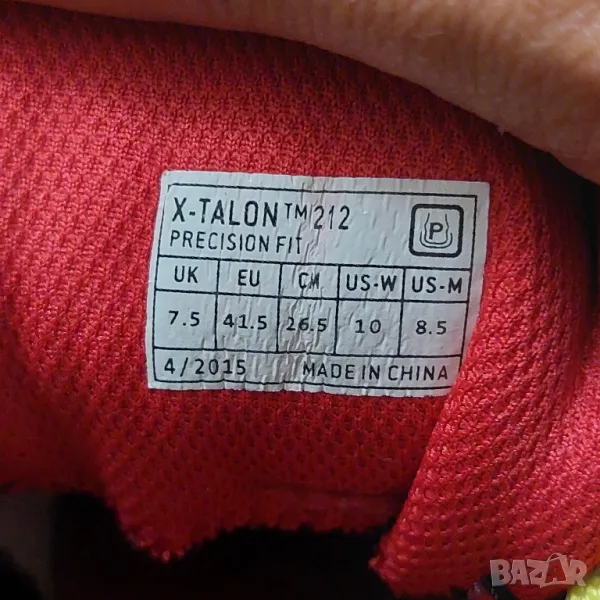 X-TALON™212
PRECISION FIT
P
UK EU CM US-W US-M
7.5 41.5 26.5 10 8.5
4/2015 MADE IN CHINA
BAZAR